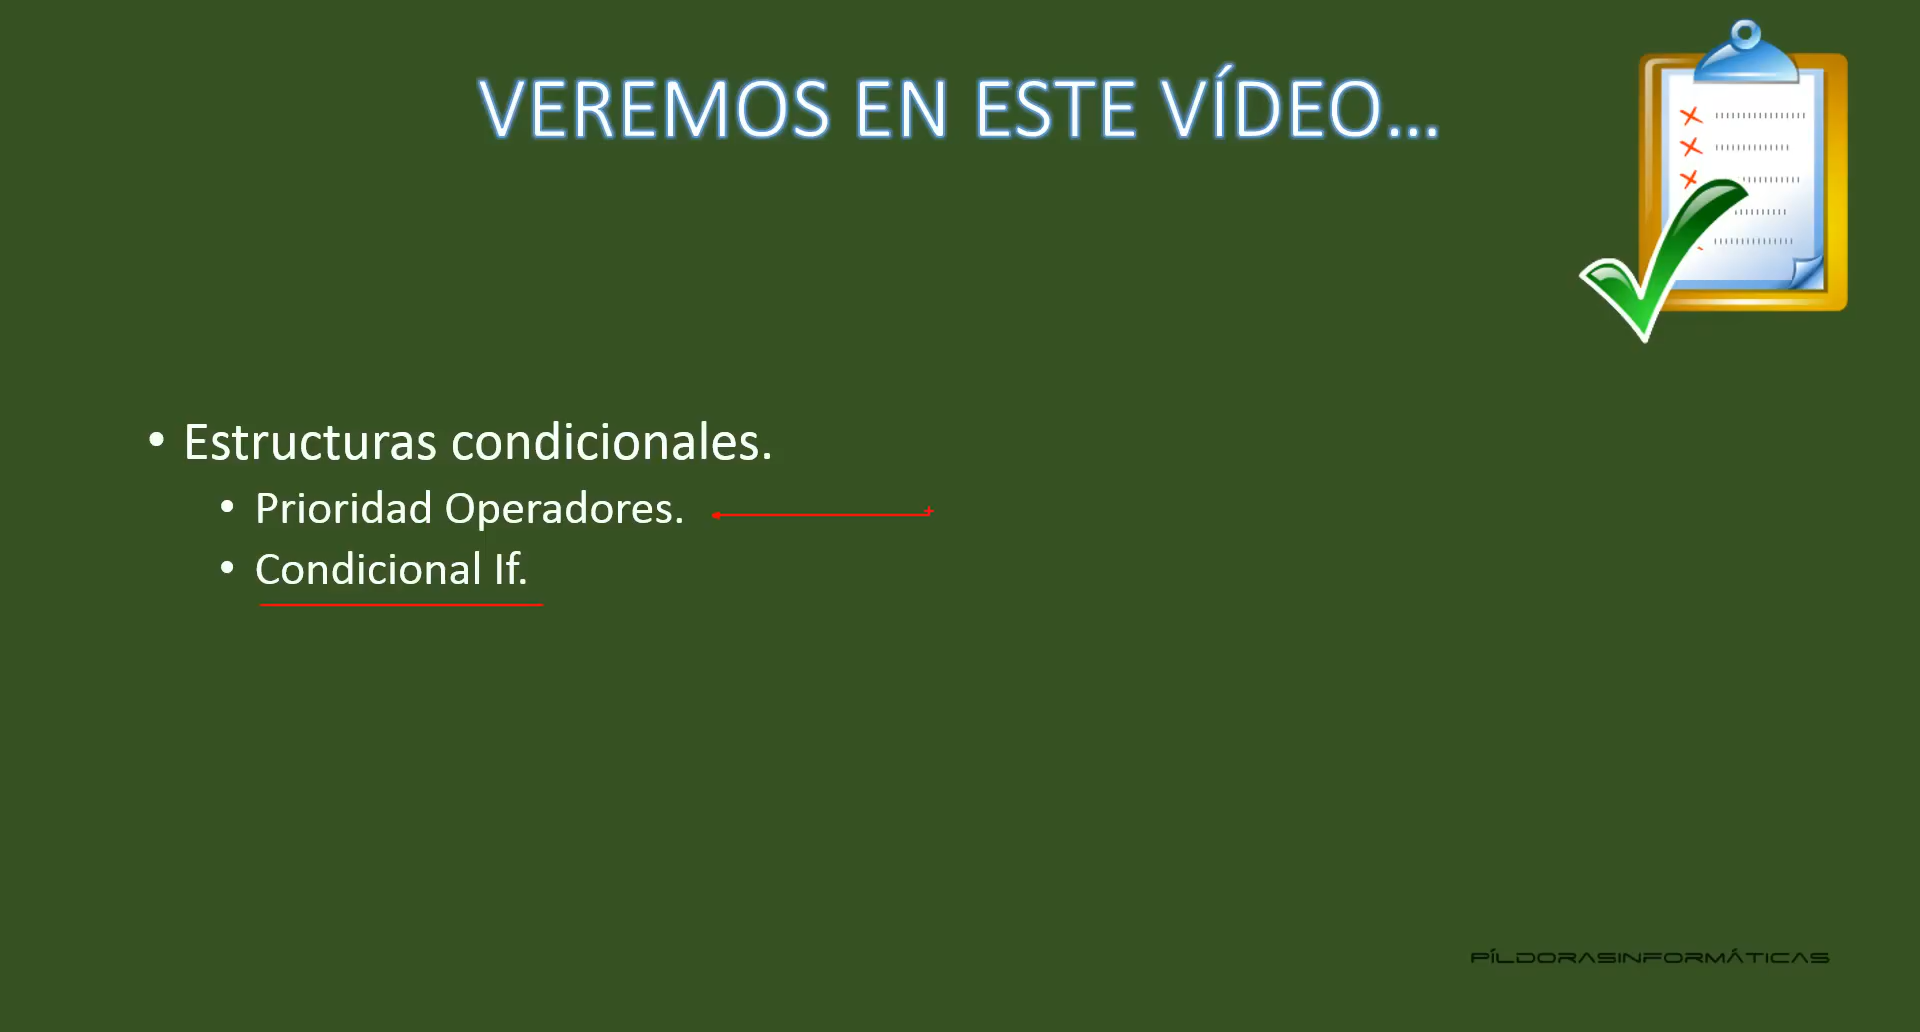 VEREMOS EN ESTE VÍDEO...
• Estructuras condicionales.
• Prioridad Operadores.
• Condicional If.
PÍLDORASINFORMÁTICAS